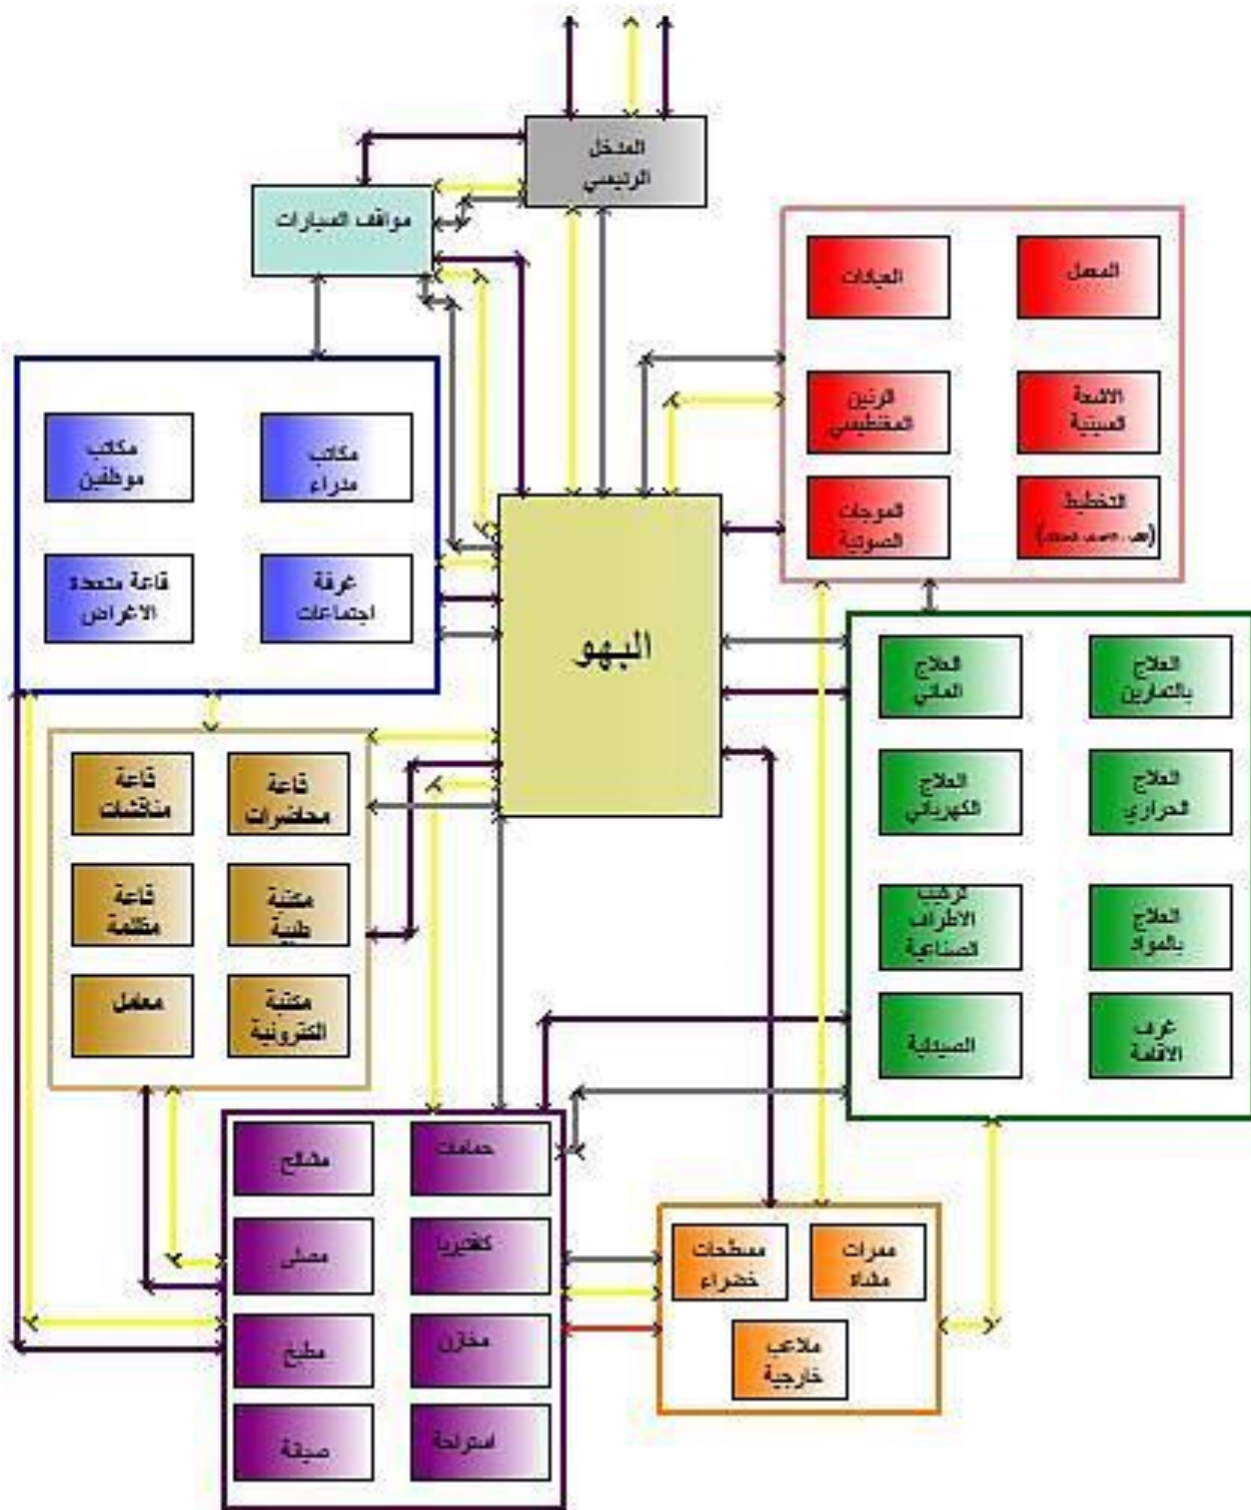 المدخل
الرئيسي
مواقف السيارات
المعمل
العيادات
الاشعة
السينية
الرنين
المغنطيسي
التخطيط
الموجات
الصوتية
مكاتب
مدراء
مكاتب
موظفين
غرفة
اجتماعات
قاعة متعددة
الاغراض
البهو
العلاج
بالتمارين
العلاج
المائي
العلاج
الحراري
العلاج
الكهربائي
العلاج
بالمواد
تركيب
الاطراف
الصناعية
غرف
الاقامة
الصيدلية
قاعة
محاضرات
قاعة
مناقشات
مكتبة
طبية
قاعة
مظلمة
مكتبة
الكترونية
معامل
حمامات
مشالح
كافتيريا
مصلى
مخازن
مطبخ
استراحة
صيانة
ممرات
مشاة
مسطحات
خضراء
ملاعب
خارجية